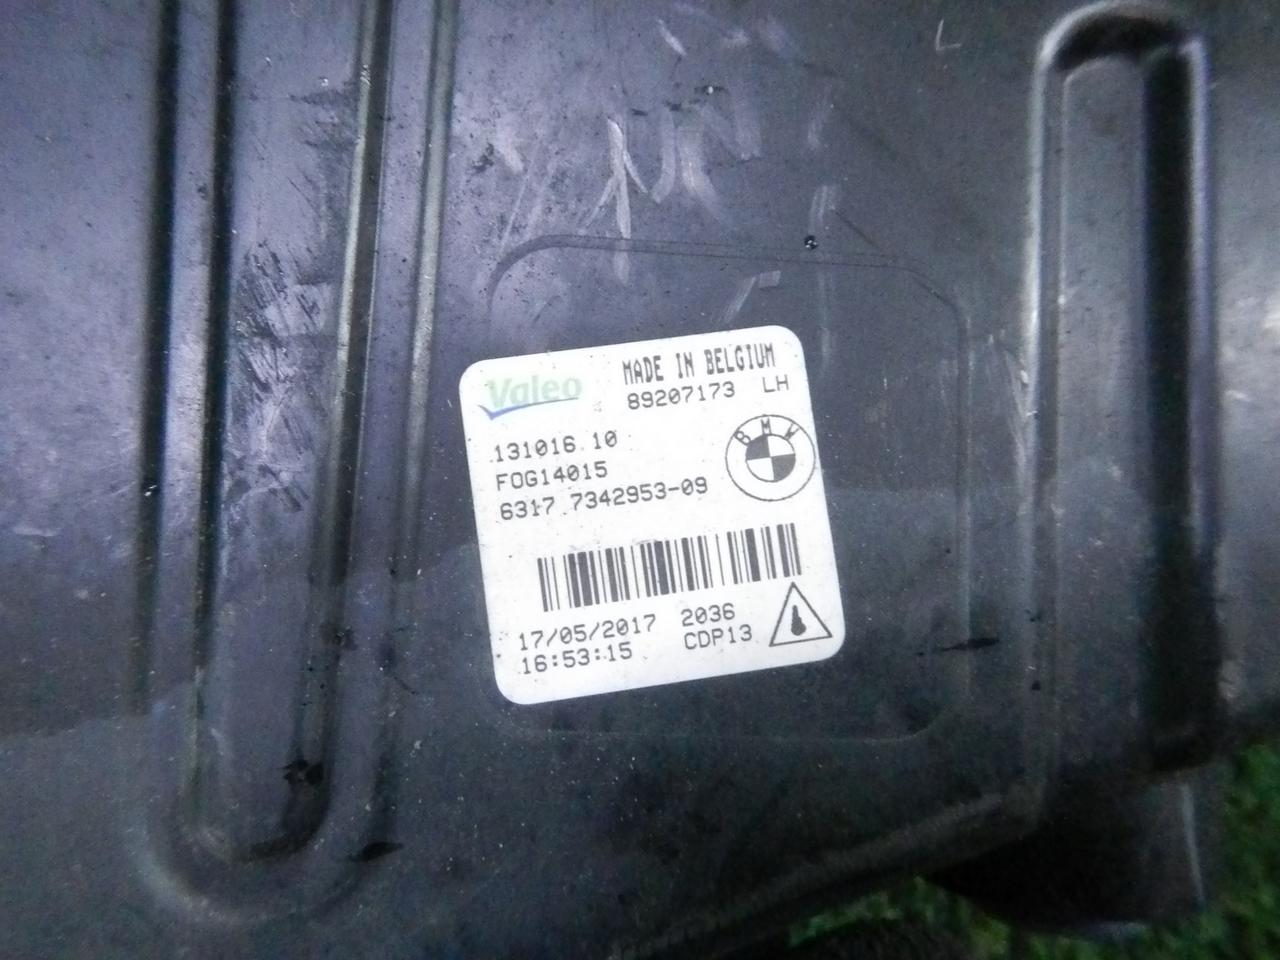 Valeo
MADE IN BELGIUM
89207173 LH
131016.10
FOG14015
BMW
6317 7342953-09
17/05/2017 2036
16:53:15 CDP13